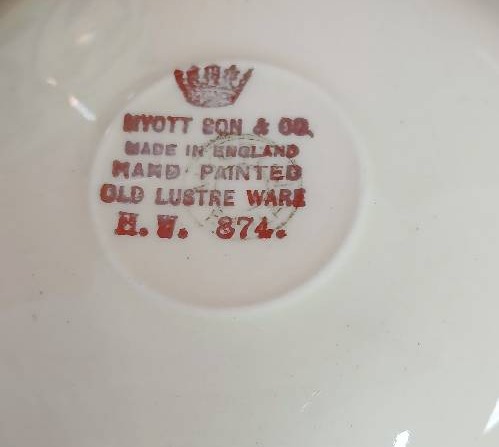 MYOTT SON & CO.
MADE IN ENGLAND
HAND PAINTED
OLD LUSTRE WARE
H.W. 874.